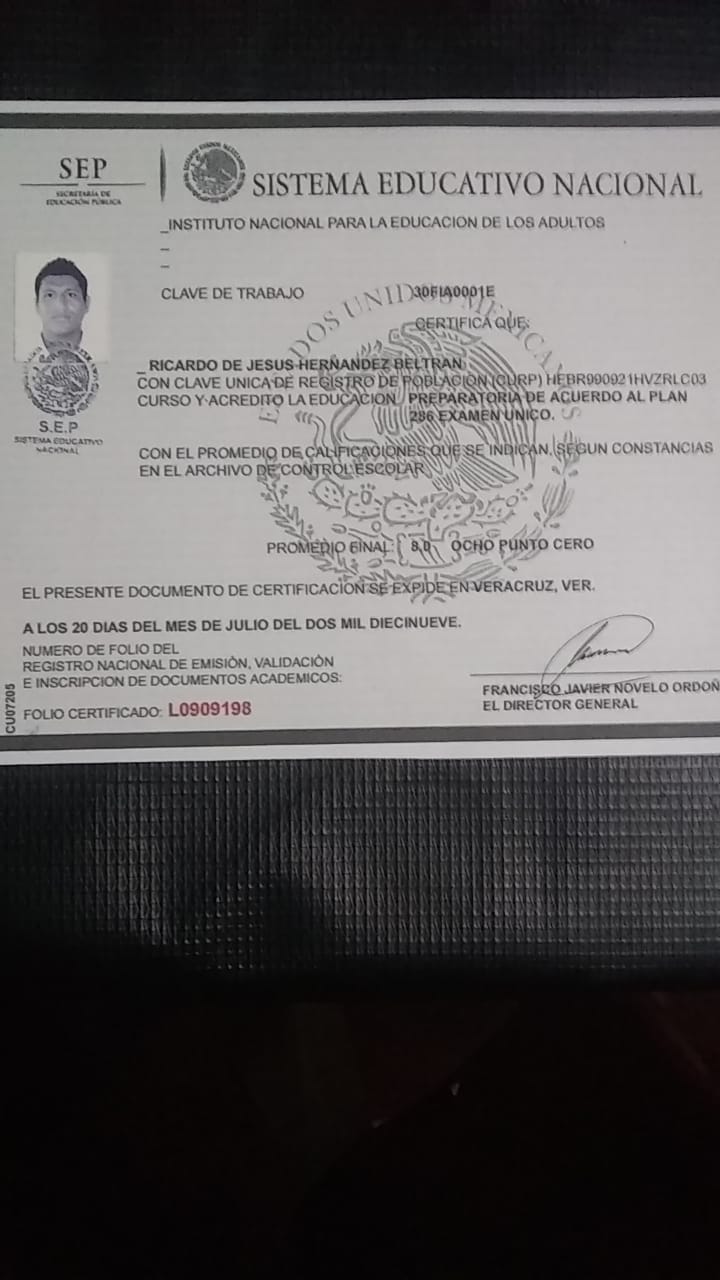 SEP
SECRETARÍA DE
EDUCACIÓN PÚBLICA
SISTEMA EDUCATIVO NACIONAL
_INSTITUTO NACIONAL PARA LA EDUCACION DE LOS ADULTOS
_
_
CLAVE DE TRABAJO 30FIA0001E
CERTIFICA QUE:
_ RICARDO DE JESUS HERNANDEZ BELTRAN
CON CLAVE UNICA DE REGISTRO DE POBLACION (CURP) HEBR990921HVZRLC03
CURSO Y ACREDITO LA EDUCACION PREPARATORIA DE ACUERDO AL PLAN
286 EXAMEN UNICO.
S.E.P
SISTEMA EDUCATIVO
NACIONAL
CON EL PROMEDIO DE CALIFICACIONES QUE SE INDICAN, SEGUN CONSTANCIAS
EN EL ARCHIVO DE CONTROL ESCOLAR
PROMEDIO FINAL: 8.0 OCHO PUNTO CERO
EL PRESENTE DOCUMENTO DE CERTIFICACION SE EXPIDE EN VERACRUZ, VER.
A LOS 20 DIAS DEL MES DE JULIO DEL DOS MIL DIECINUEVE.
NUMERO DE FOLIO DEL
REGISTRO NACIONAL DE EMISIÓN, VALIDACIÓN
E INSCRIPCION DE DOCUMENTOS ACADEMICOS:
FOLIO CERTIFICADO: L0909198
CU07205
FRANCISCO JAVIER NOVELO ORDOÑ
EL DIRECTOR GENERAL